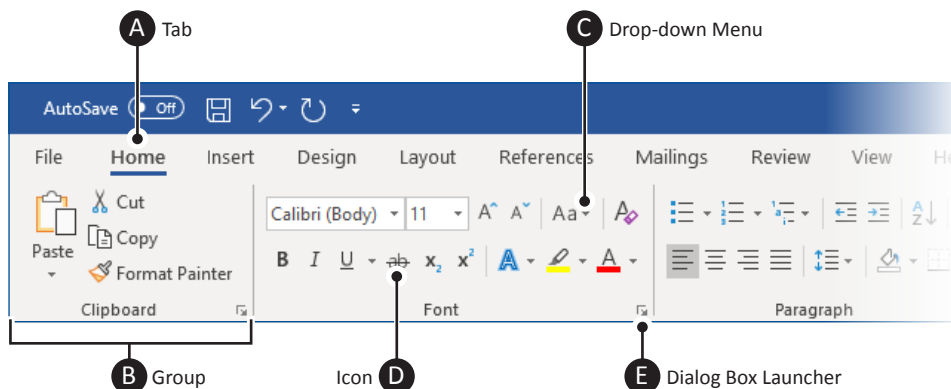 A Tab
C Drop-down Menu
AutoSave Off
File Home Insert Design Layout References Mailings Review View He
Cut
Calibri (Body) 11 A A Aa A
Copy
Paste
Format Painter
B I U ab x2 x2 A A
Clipboard Font Paragraph
B Group
Icon D
E Dialog Box Launcher